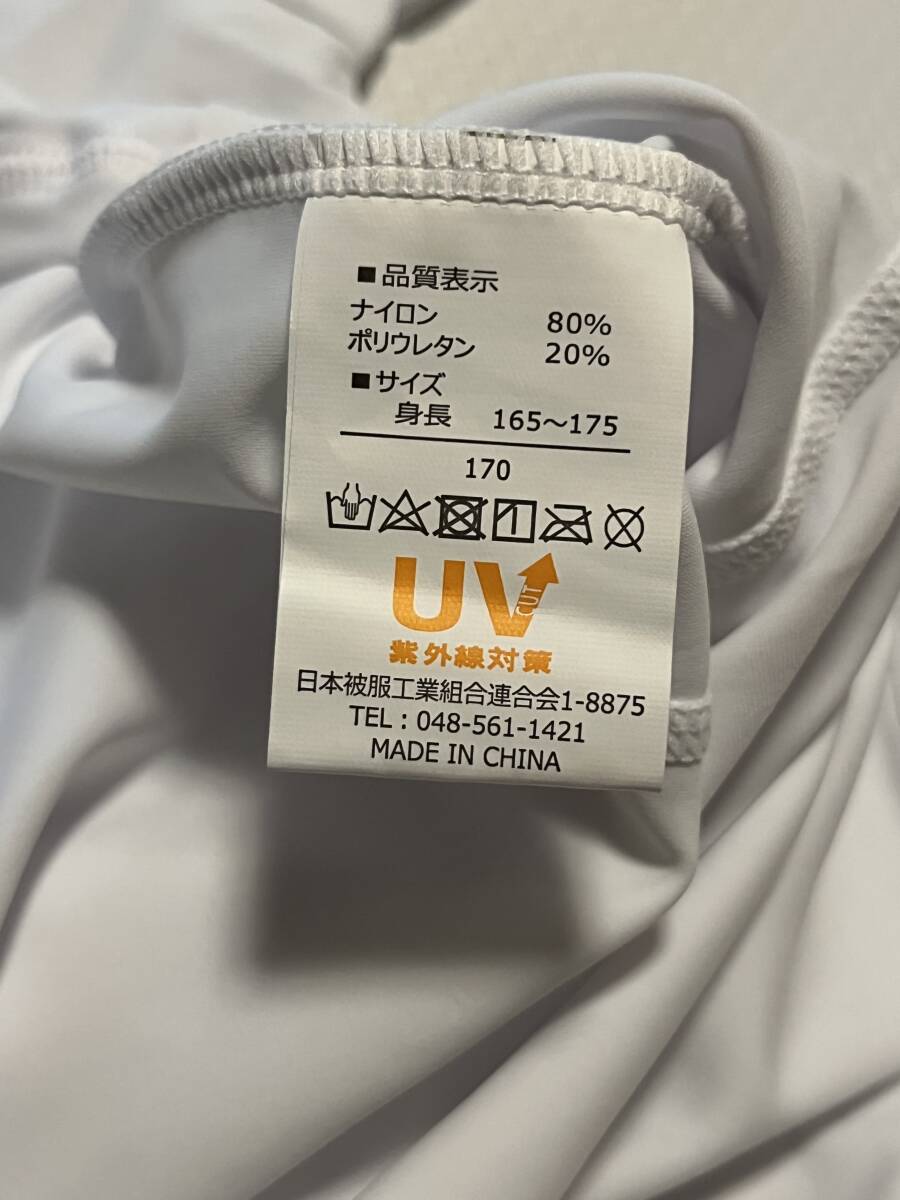 ■品質表示
ナイロン 80%
ポリウレタン 20%
■サイズ
身長 165～175
170
UV CUT
紫外線対策
日本被服工業組合連合会1-8875
TEL：048-561-1421
MADE IN CHINA